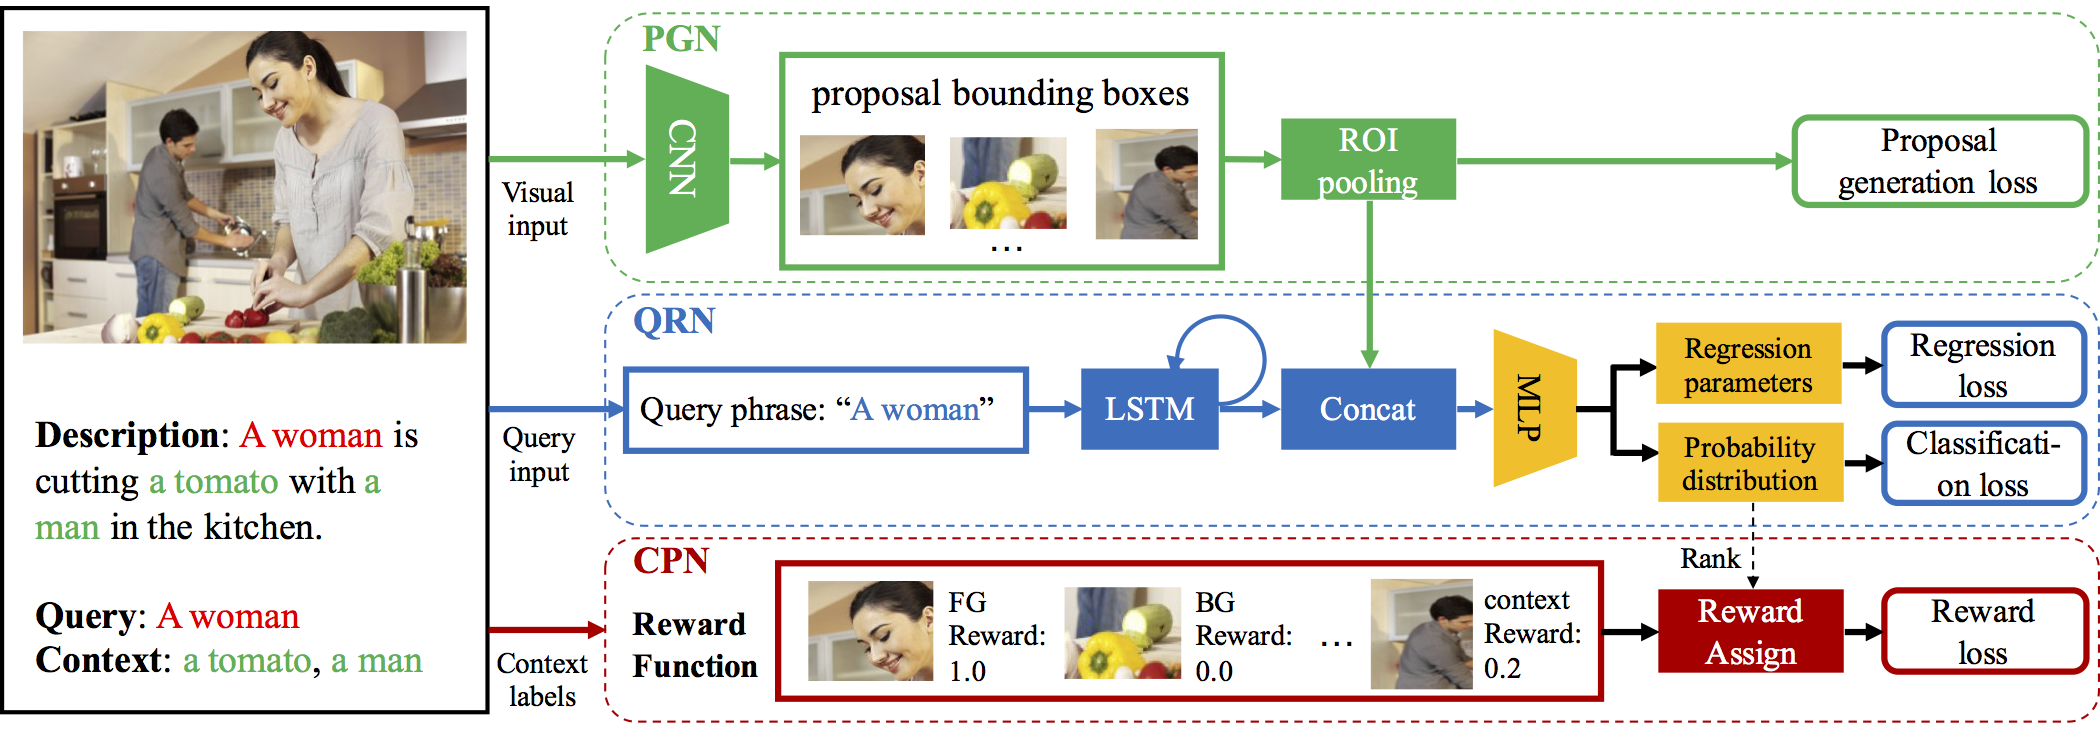 Description: A woman is
cutting a tomato with a
man in the kitchen.
Query: A woman
Context: a tomato, a man
Visual
input
Query
input
Context
labels
PGN
CNN
proposal bounding boxes
...
ROI
pooling
Proposal
generation loss
QRN
Query phrase: “A woman”
LSTM
Concat
MLP
Regression
parameters
Regression
loss
Probability
distribution
Classificati-
on loss
CPN
Reward
Function
FG
Reward:
1.0
BG
Reward:
0.0
...
context
Reward:
0.2
Rank
Reward
Assign
Reward
loss